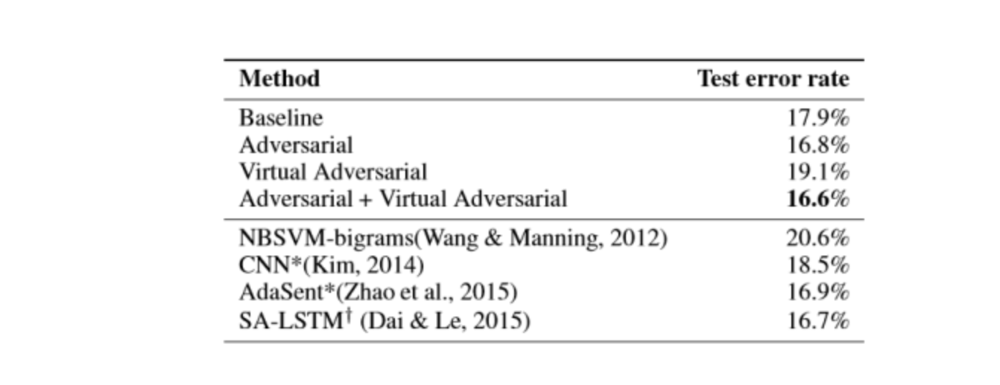 Method Test error rate
Baseline 17.9%
Adversarial 16.8%
Virtual Adversarial 19.1%
Adversarial + Virtual Adversarial 16.6%
NBSVM-bigrams(Wang & Manning, 2012) 20.6%
CNN*(Kim, 2014) 18.5%
AdaSent*(Zhao et al., 2015) 16.9%
SA-LSTM† (Dai & Le, 2015) 16.7%